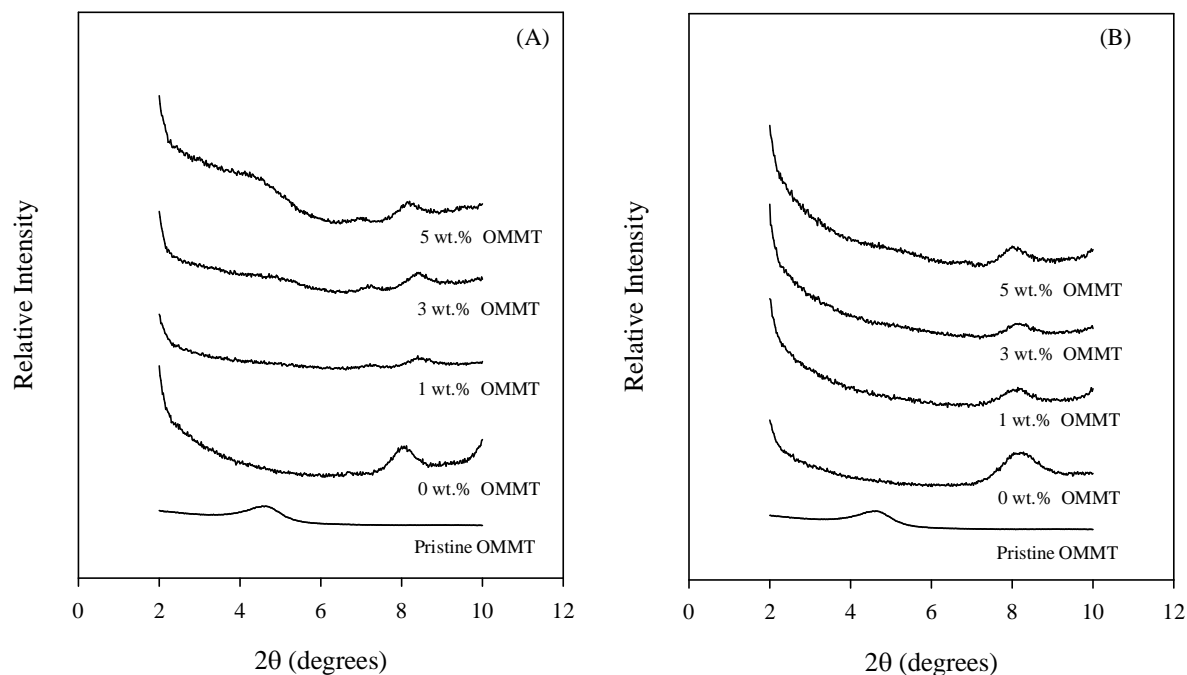 (A)
Relative Intensity
5 wt.% OMMT
3 wt.% OMMT
1 wt.% OMMT
0 wt.% OMMT
Pristine OMMT
0 2 4 6 8 10 12
2θ (degrees)
(B)
Relative Intensity
5 wt.% OMMT
3 wt.% OMMT
1 wt.% OMMT
0 wt.% OMMT
Pristine OMMT
0 2 4 6 8 10 12
2θ (degrees)